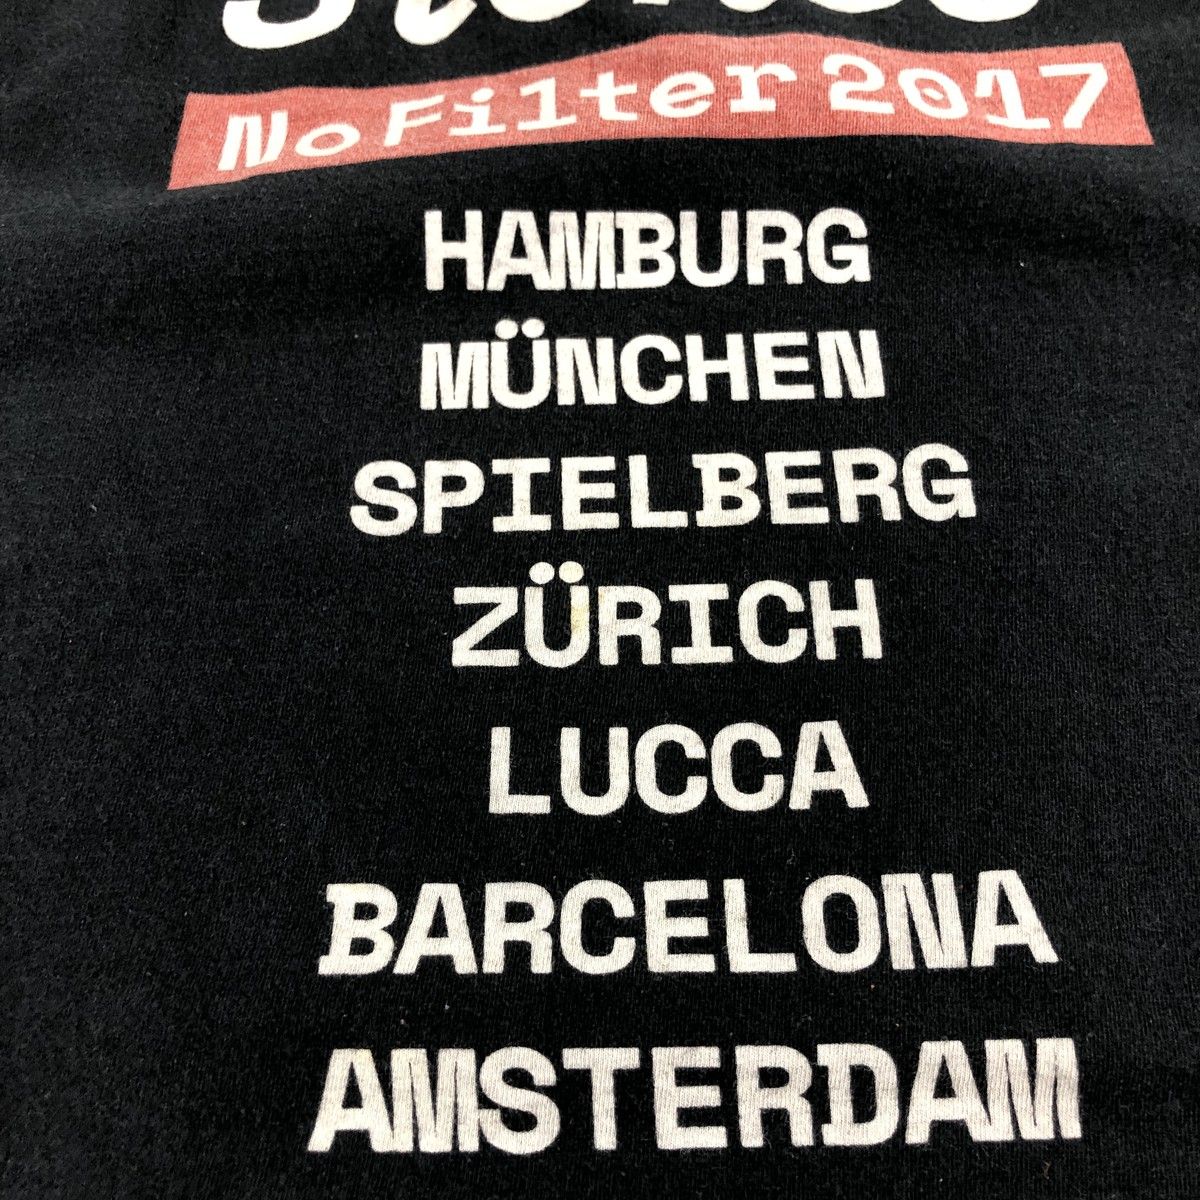 No Filter 2017
HAMBURG
MÜNCHEN
SPIELBERG
ZÜRICH
LUCCA
BARCELONA
AMSTERDAM